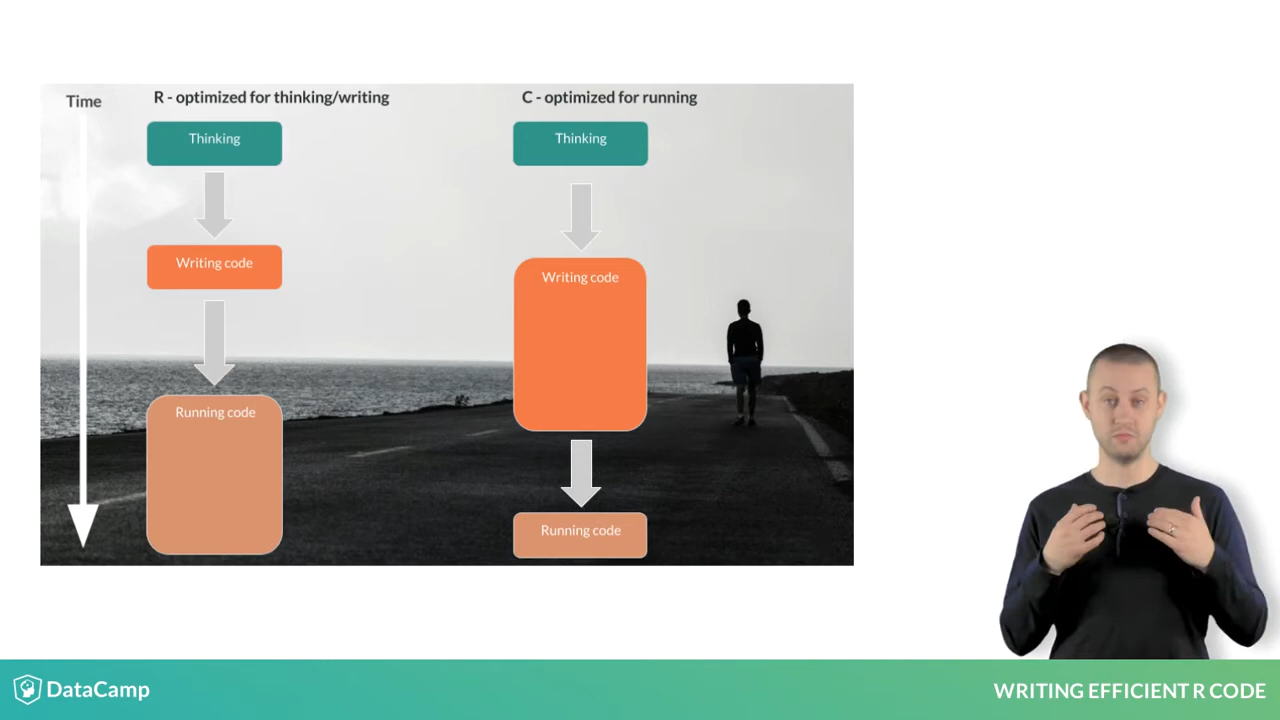 Time
R - optimized for thinking/writing
Thinking
Writing code
Running code
C - optimized for running
Thinking
Writing code
Running code
DataCamp
WRITING EFFICIENT R CODE